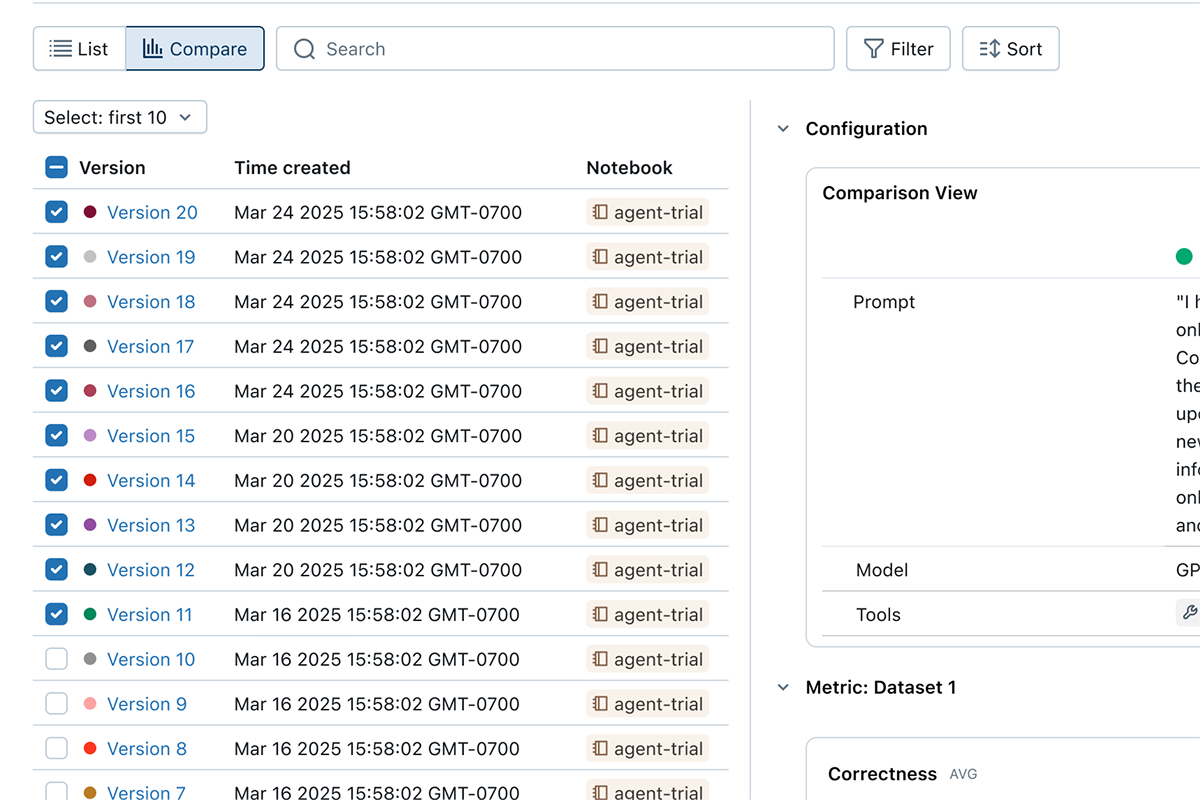 List Compare Search Filter Sort
Select: first 10
Version Time created Notebook
Version 20 Mar 24 2025 15:58:02 GMT-0700 agent-trial
Version 19 Mar 24 2025 15:58:02 GMT-0700 agent-trial
Version 18 Mar 24 2025 15:58:02 GMT-0700 agent-trial
Version 17 Mar 24 2025 15:58:02 GMT-0700 agent-trial
Version 16 Mar 24 2025 15:58:02 GMT-0700 agent-trial
Version 15 Mar 20 2025 15:58:02 GMT-0700 agent-trial
Version 14 Mar 20 2025 15:58:02 GMT-0700 agent-trial
Version 13 Mar 20 2025 15:58:02 GMT-0700 agent-trial
Version 12 Mar 20 2025 15:58:02 GMT-0700 agent-trial
Version 11 Mar 16 2025 15:58:02 GMT-0700 agent-trial
Version 10 Mar 16 2025 15:58:02 GMT-0700 agent-trial
Version 9 Mar 16 2025 15:58:02 GMT-0700 agent-trial
Version 8 Mar 16 2025 15:58:02 GMT-0700 agent-trial
Version 7 Mar 16 2025 15:58:02 GMT-0700 agent-trial
Configuration
Comparison View
Prompt
"I
the
Model
Tools
Metric: Dataset 1
Correctness AVG